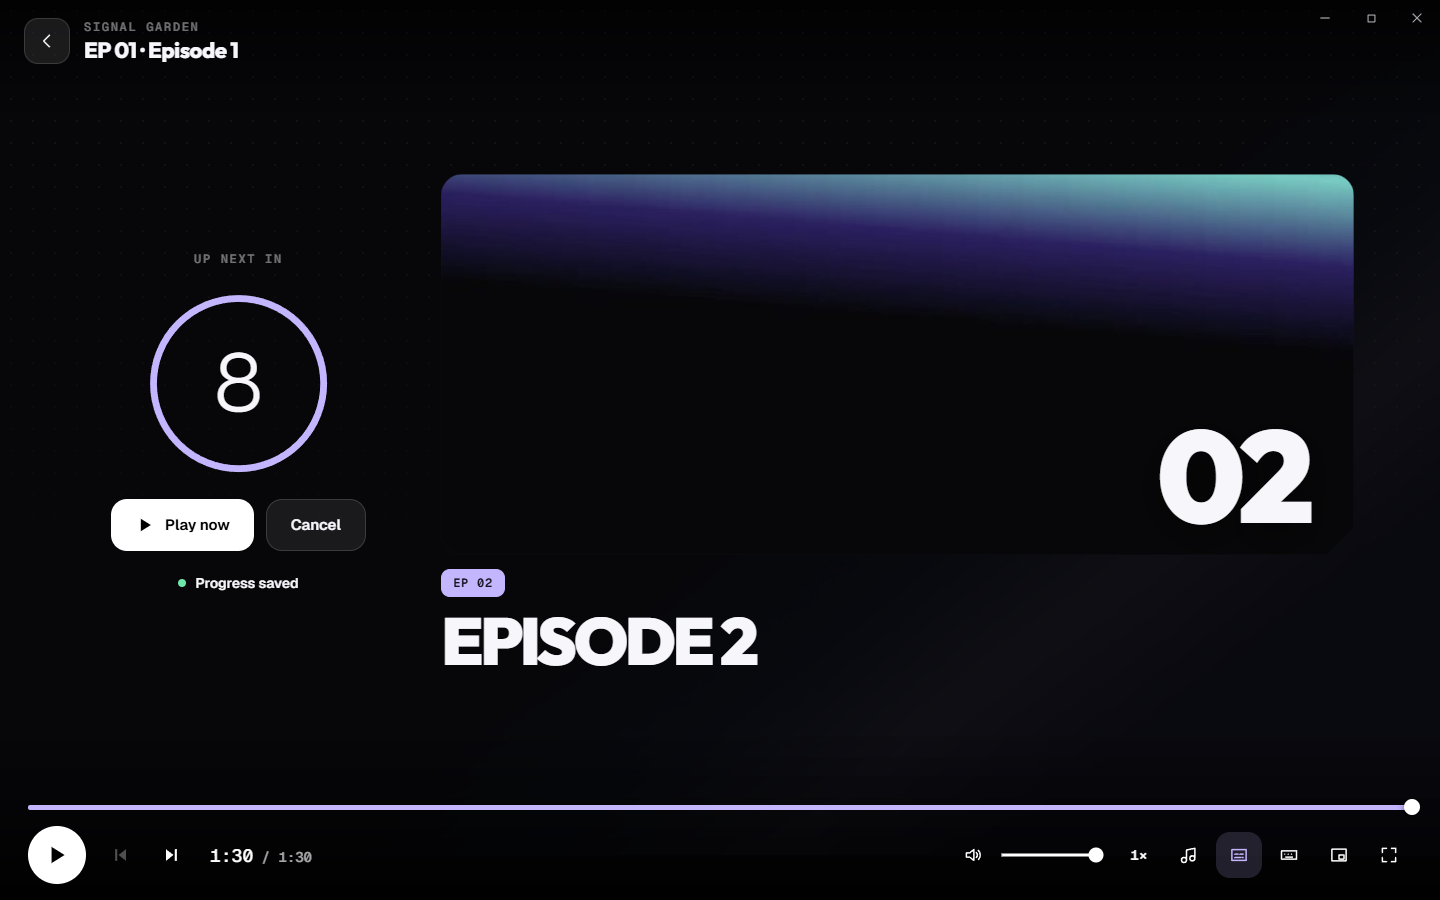 SIGNAL GARDEN
EP 01 · Episode 1
UP NEXT IN
8
Play now
Cancel
Progress saved
02
EP 02
EPISODE 2
1:30 / 1:30
1×